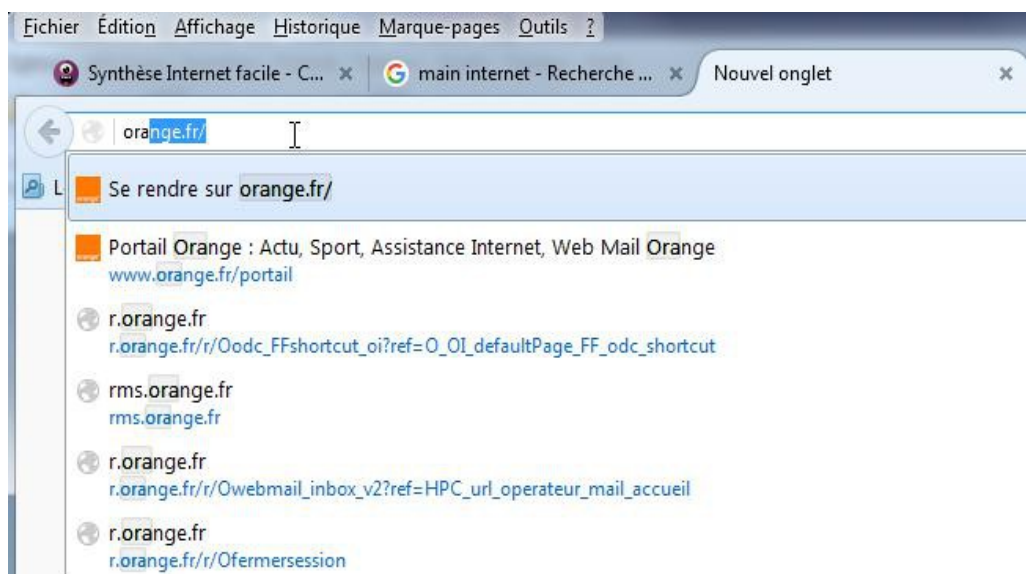 Fichier Édition Affichage Historique Marque-pages Outils ?
Synthèse Internet facile - C... main internet - Recherche ... Nouvel onglet
orange.fr/
L
Se rendre sur orange.fr/
Portail Orange : Actu, Sport, Assistance Internet, Web Mail Orange
www.orange.fr/portail
r.orange.fr
r.orange.fr/r/Oodc_FFshortcut_oi?ref=O_OI_defaultPage_FF_odc_shortcut
rms.orange.fr
rms.orange.fr
r.orange.fr
r.orange.fr/r/Owebmail_inbox_v2?ref=HPC_url_operateur_mail_accueil
r.orange.fr
r.orange.fr/r/Ofermersession